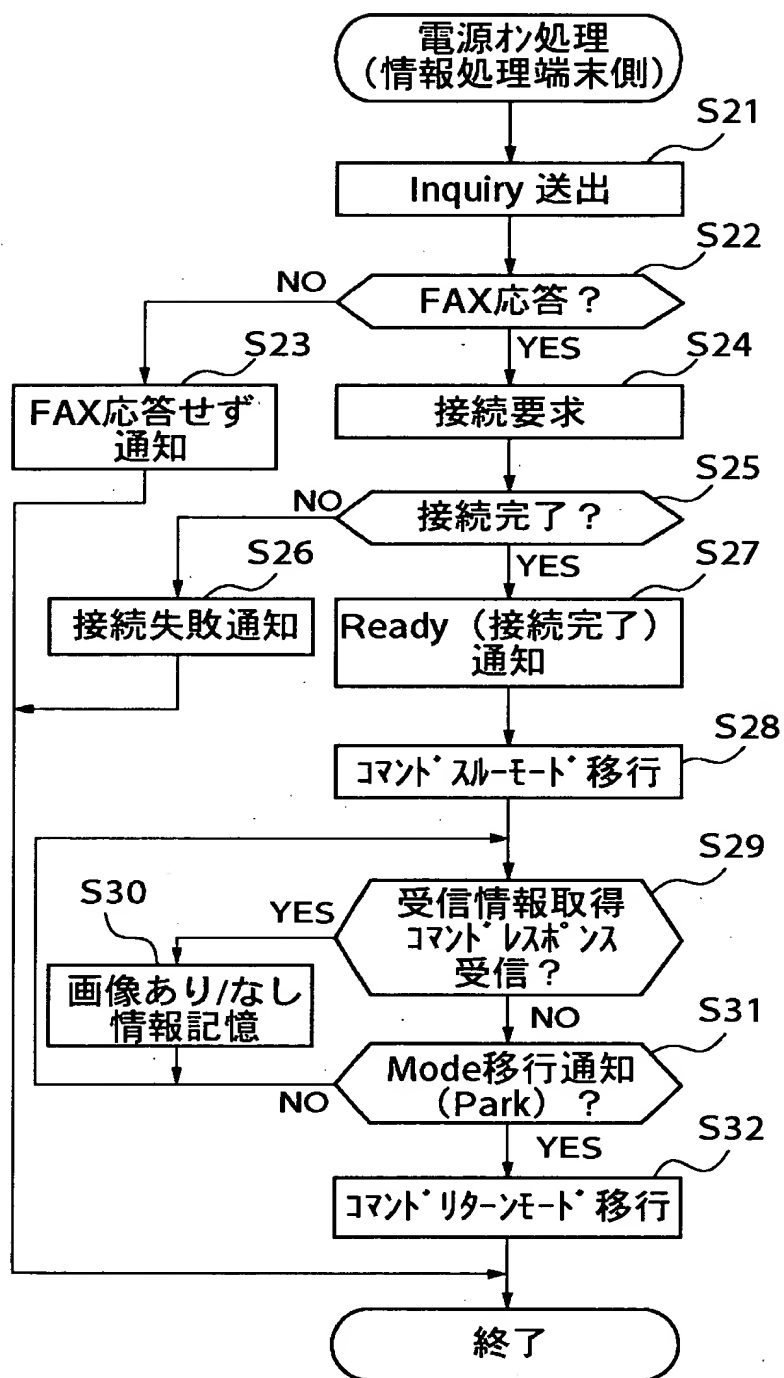 電源ｵﾝ処理
（情報処理端末側）
S21
Inquiry 送出
S22
NO
FAX応答？
YES
S23
FAX応答せず
通知
S24
接続要求
S25
NO
接続完了？
YES
S26
接続失敗通知
S27
Ready（接続完了）
通知
S28
ｺﾏﾝﾄﾞｽﾙｰﾓｰﾄﾞ移行
S29
YES
受信情報取得
ｺﾏﾝﾄﾞﾚｽﾎﾟﾝｽ
受信？
NO
S30
画像あり/なし
情報記憶
S31
Mode移行通知
（Park）？
NO
YES
S32
ｺﾏﾝﾄﾞﾘﾀｰﾝﾓｰﾄﾞ移行
終了